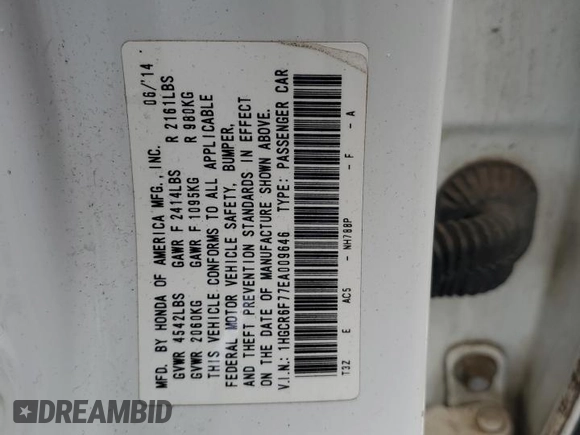 MFD. BY HONDA OF AMERICA MFG., INC. 06/'14
GVWR 4542LBS GAWR F 2414LBS R 2161LBS
GVWR 2060KG GAWR F 1095KG R 980KG
THIS VEHICLE CONFORMS TO ALL APPLICABLE
FEDERAL MOTOR VEHICLE SAFETY, BUMPER,
AND THEFT PREVENTION STANDARDS IN EFFECT
ON THE DATE OF MANUFACTURE SHOWN ABOVE.
V.I.N.: 1HGCR6F77EA009646 TYPE: PASSENGER CAR
T3Z E AC5 - NH788P - F - A
DREAMBID